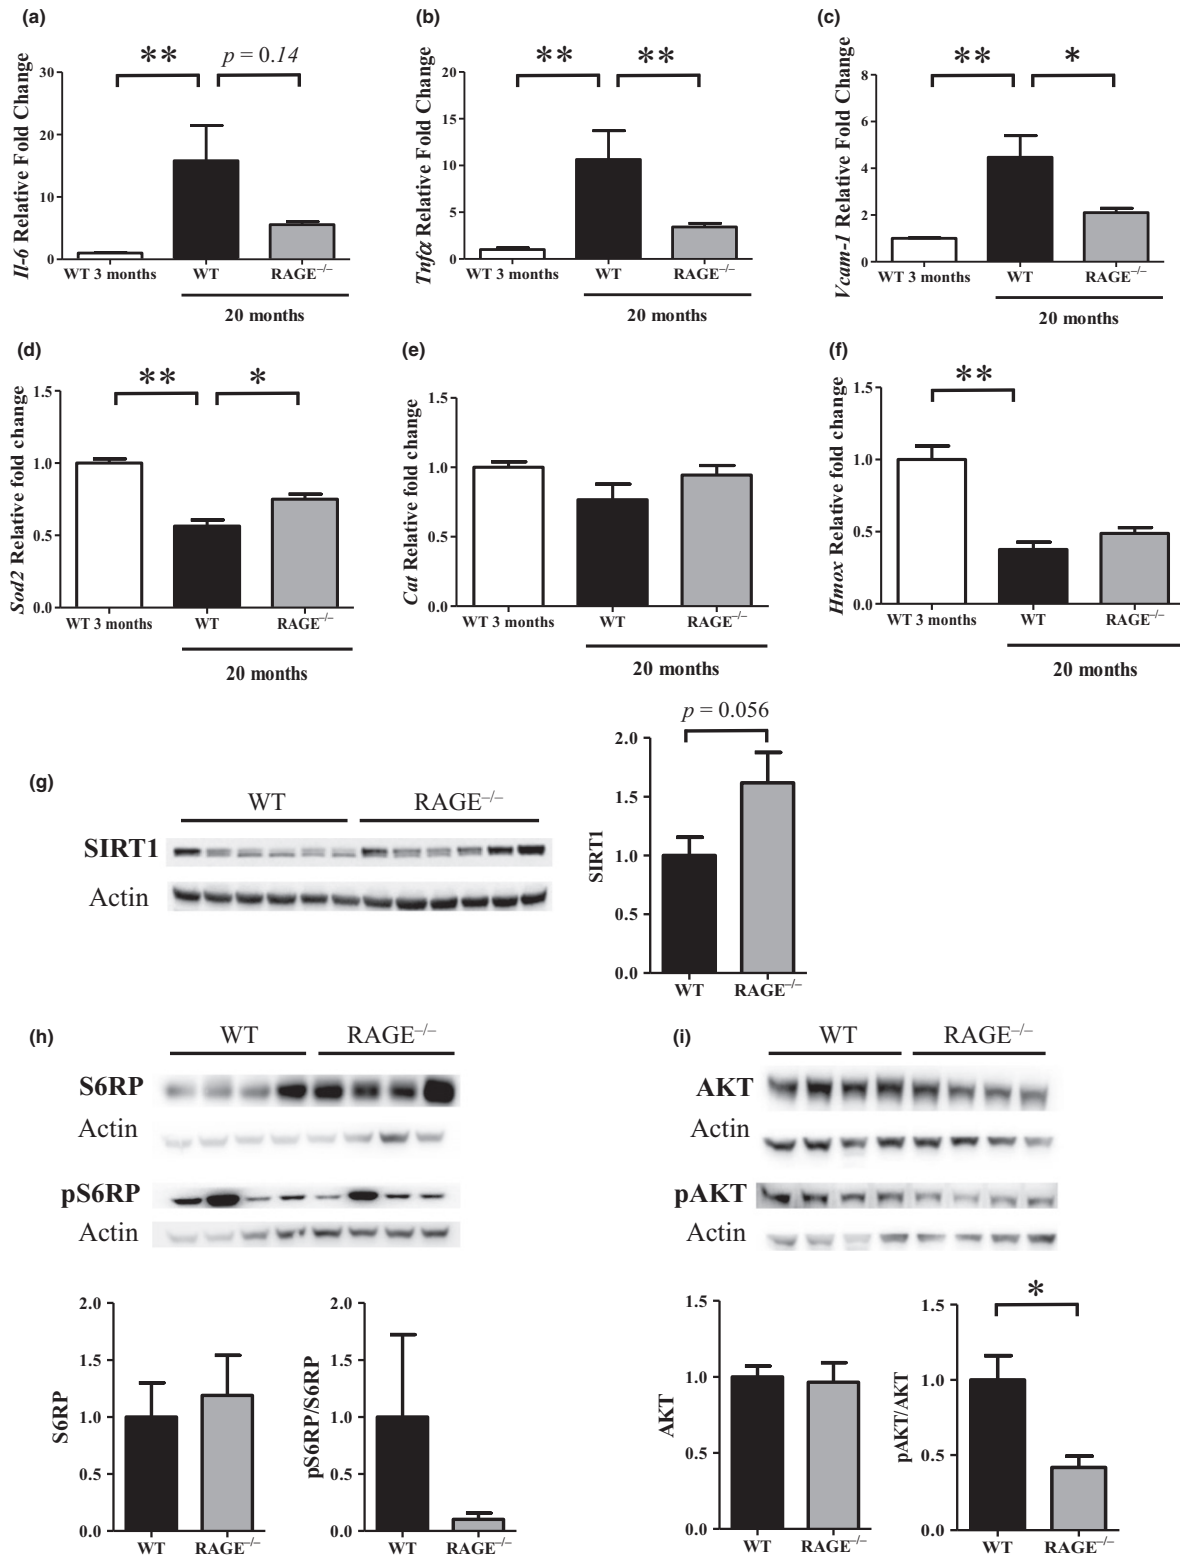 (a)
** p = 0.14
Il-6 Relative Fold Change
30
20
10
0
WT 3 months WT RAGE−/−
20 months
(b)
** **
Tnfα Relative Fold Change
20
15
10
5
0
WT 3 months WT RAGE−/−
20 months
(c)
** *
Vcam-1 Relative Fold Change
8
6
4
2
0
WT 3 months WT RAGE−/−
20 months
(d)
** *
Sod2 Relative fold change
1.5
1.0
0.5
0.0
WT 3 months WT RAGE−/−
20 months
(e)
Cat Relative fold change
1.5
1.0
0.5
0.0
WT 3 months WT RAGE−/−
20 months
(f)
**
Hmox Relative fold change
1.5
1.0
0.5
0.0
WT 3 months WT RAGE−/−
20 months
(g)
WT RAGE−/−
SIRT1
Actin
p = 0.056
SIRT1
2.0
1.5
1.0
0.5
0.0
WT RAGE−/−
(h)
WT RAGE−/−
S6RP
Actin
pS6RP
Actin
S6RP
2.0
1.5
1.0
0.5
0.0
WT RAGE−/−
pS6RP/S6RP
2.0
1.5
1.0
0.5
0.0
WT RAGE−/−
(i)
WT RAGE−/−
AKT
Actin
pAKT
Actin
AKT
1.5
1.0
0.5
0.0
WT RAGE−/−
*
pAKT/AKT
1.5
1.0
0.5
0.0
WT RAGE−/−